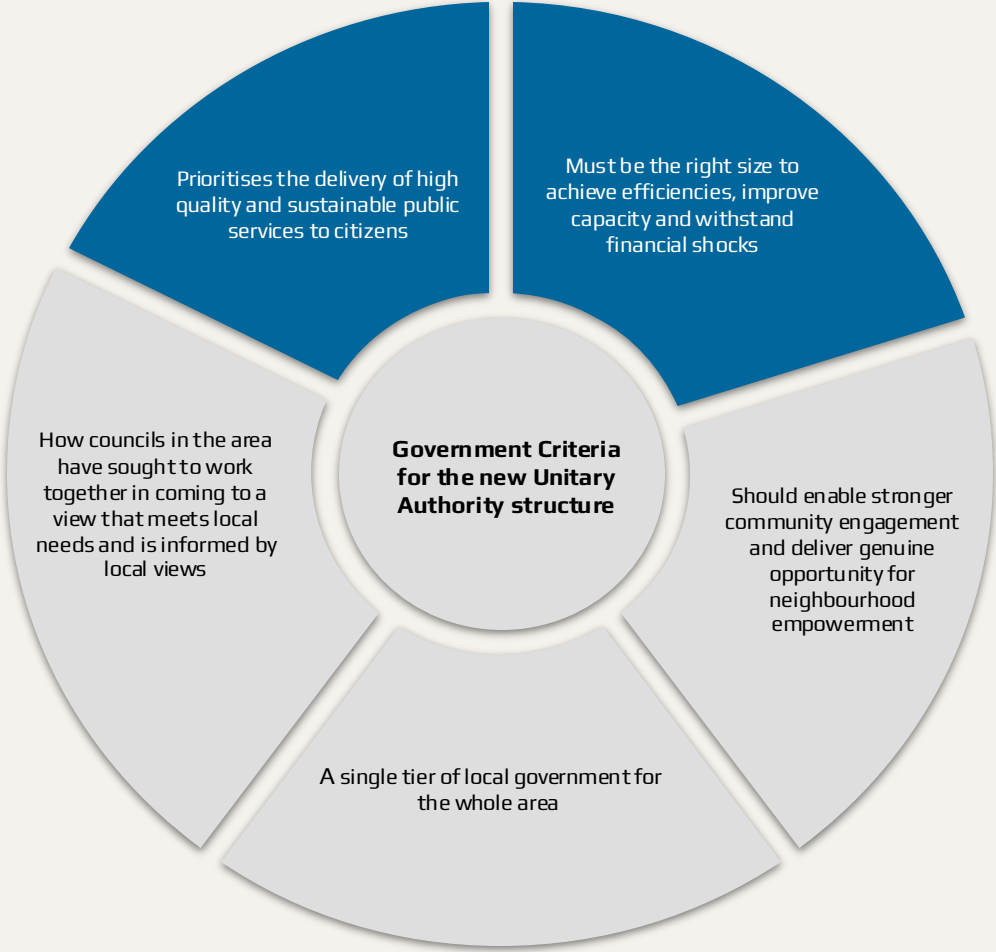 Prioritises the delivery of high
quality and sustainable public
services to citizens
Must be the right size to
achieve efficiencies, improve
capacity and withstand
financial shocks
How councils in the area
have sought to work
together in coming to a
view that meets local
needs and is informed by
local views
Government Criteria
for the new Unitary
Authority structure
Should enable stronger
community engagement
and deliver genuine
opportunity for
neighbourhood
empowerment
A single tier of local government for
the whole area